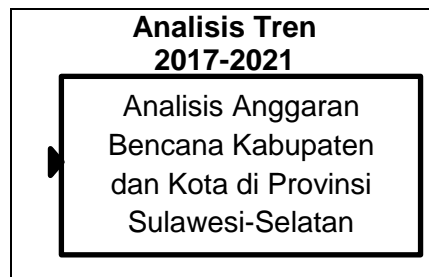 Analisis Tren
2017-2021
Analisis Anggaran
Bencana Kabupaten
dan Kota di Provinsi
Sulawesi-Selatan